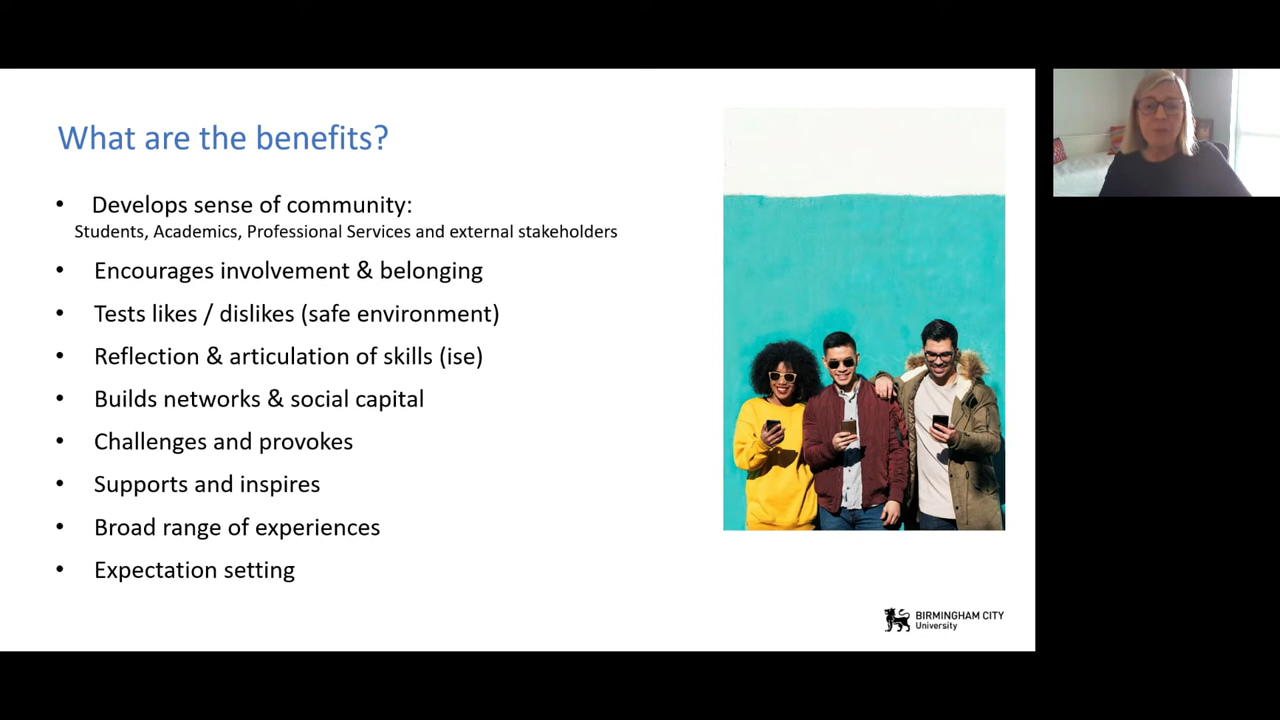 What are the benefits?
• Develops sense of community:
Students, Academics, Professional Services and external stakeholders
• Encourages involvement & belonging
• Tests likes / dislikes (safe environment)
• Reflection & articulation of skills (ise)
• Builds networks & social capital
• Challenges and provokes
• Supports and inspires
• Broad range of experiences
• Expectation setting
BIRMINGHAM CITY
University